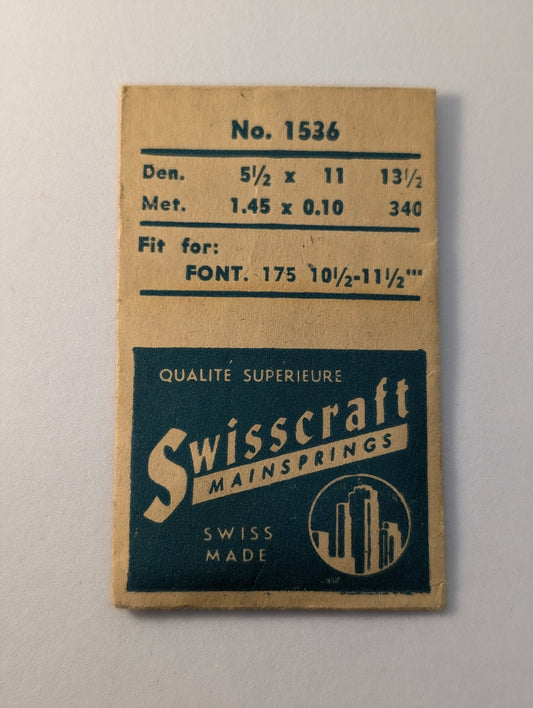 No. 1536
Den. 5½ x 11 13½
Met. 1.45 x 0.10 340
Fit for:
FONT. 175 10½-11½'''
QUALITÉ SUPERIEURE
Swisscraft
MAINSPRINGS
SWISS
MADE